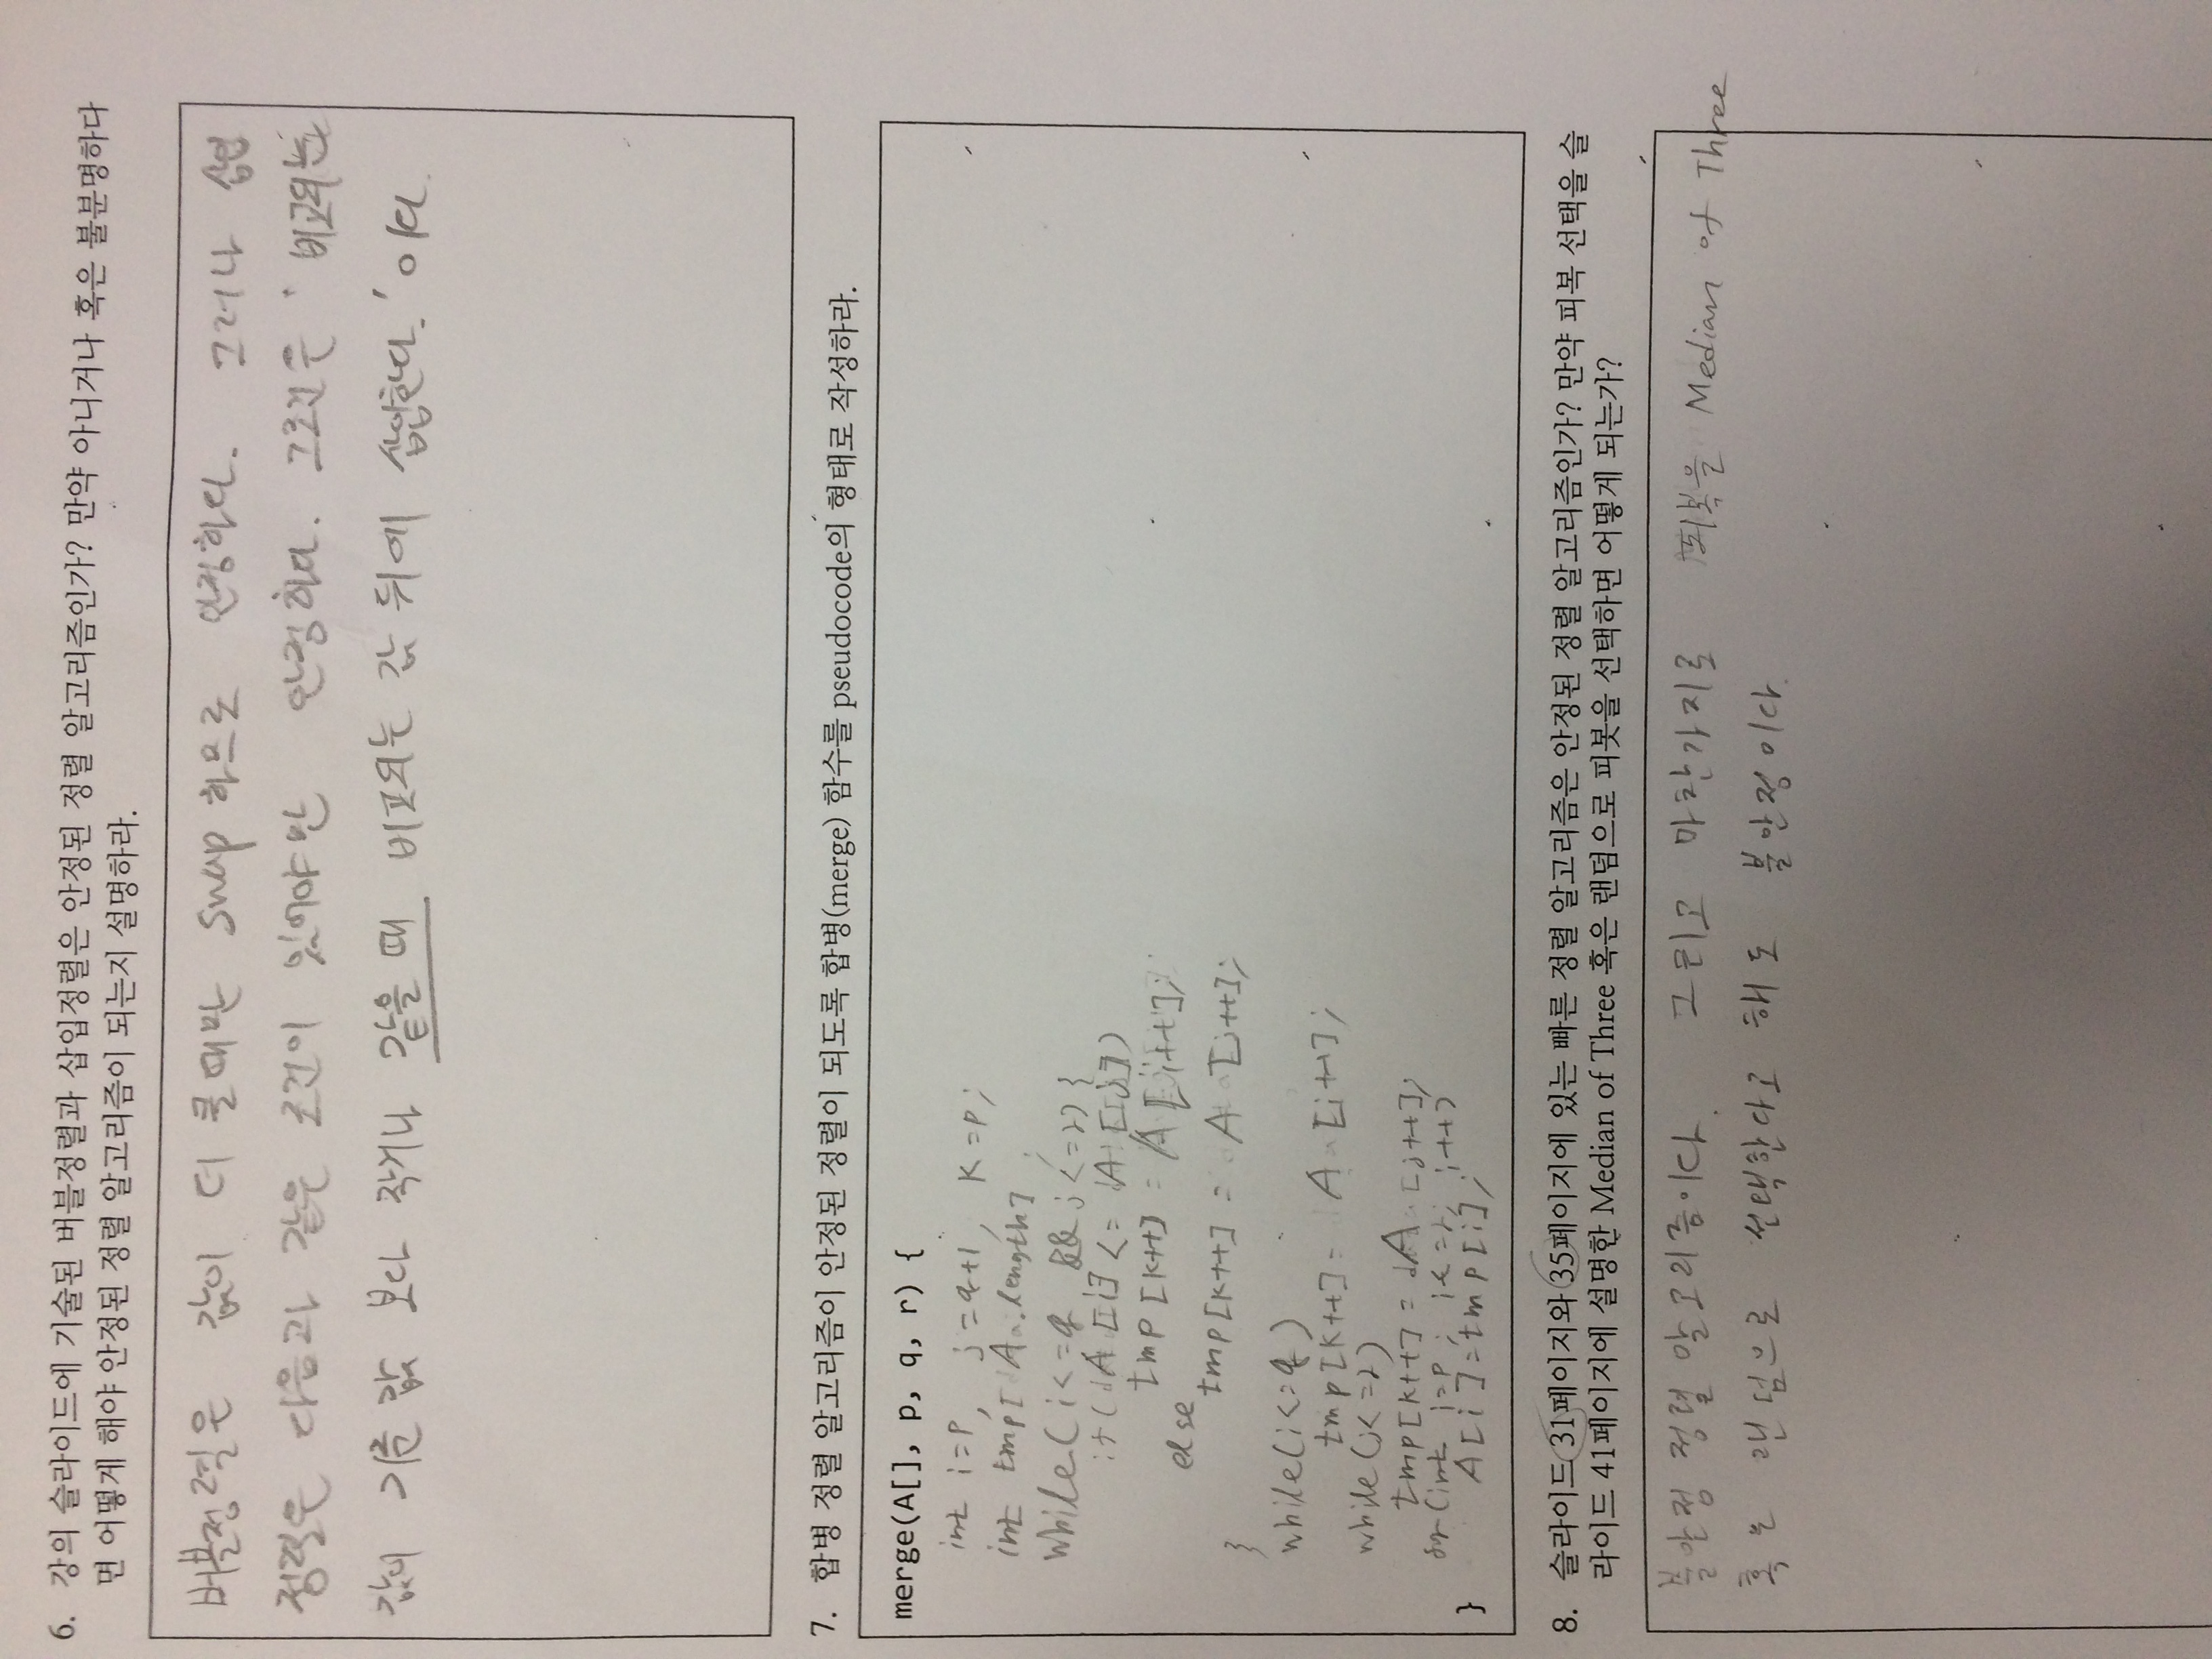 6. 강의 슬라이드에 기술된 버블정렬과 삽입정렬은 안정된 정렬 알고리즘인가? 만약 아니거나 혹은 불분명하다
면 어떻게 해야 안정된 정렬 알고리즘이 되는지 설명하라.
버블정렬은 값이 더 클때만 swap 하므로 안정하다. 그러나 삽입
정렬은 다음과 같은 조건이 있어야만 안정하다. 그조건은 '비교되는
값이 기준 값 보다 작거나 같을 때 비교되는 값 뒤에 삽입한다.'이다.
7. 합병 정렬 알고리즘이 안정된 정렬이 되도록 합병(merge) 함수를 pseudocode의 형태로 작성하라.
merge(A[], p, q, r) {
int i=p, j=q+1, k=p;
int tmp[A.length]
while(i<=q && j<=r) {
if(A[i] <= A[j])
tmp[k++] = A[i++];
else
tmp[k++] = A[j++];
}
while(i<=q)
tmp[k++] = A[i++];
while(j<=r)
tmp[k++] = A[j++];
for(int i=p; i<=r; i++)
} A[i]=tmp[i];
8. 슬라이드 31페이지와 35페이지에 있는 빠른 정렬 알고리즘은 안정된 정렬 알고리즘인가? 만약 피복 선택을 슬
라이드 41페이지에 설명한 Median of Three 혹은 랜덤으로 피봇을 선택하면 어떻게 되는가?
불안정 정렬 알고리즘이다. 그리고 마찬가지로 피복을 Median of Three
혹은 랜덤으로 선택한다고 해도 불안정이다.